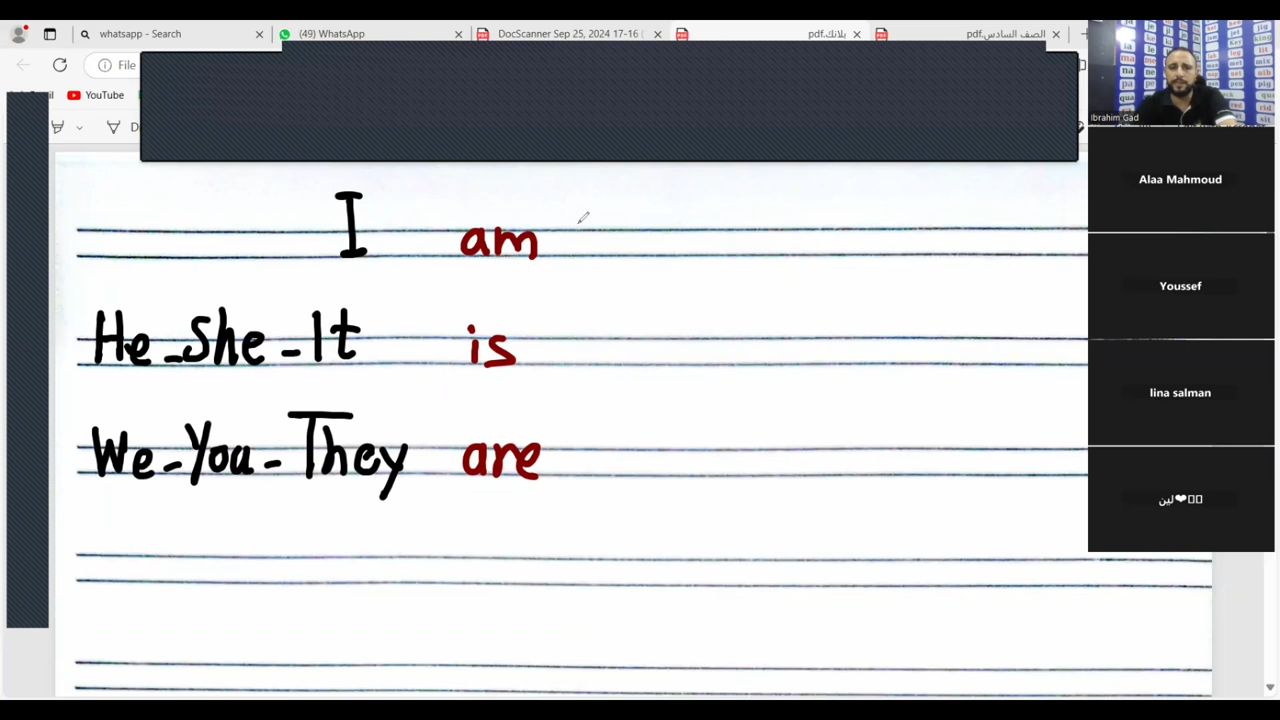 whatsapp - Search
(49) WhatsApp
DocScanner Sep 25, 2024 17-16
بلانك.pdf
الصف السادس.pdf
File
YouTube
I am
He - She - It is
We - You - They are
Ibrahim Gad
Alaa Mahmoud
Youssef
lina salman
لين❤